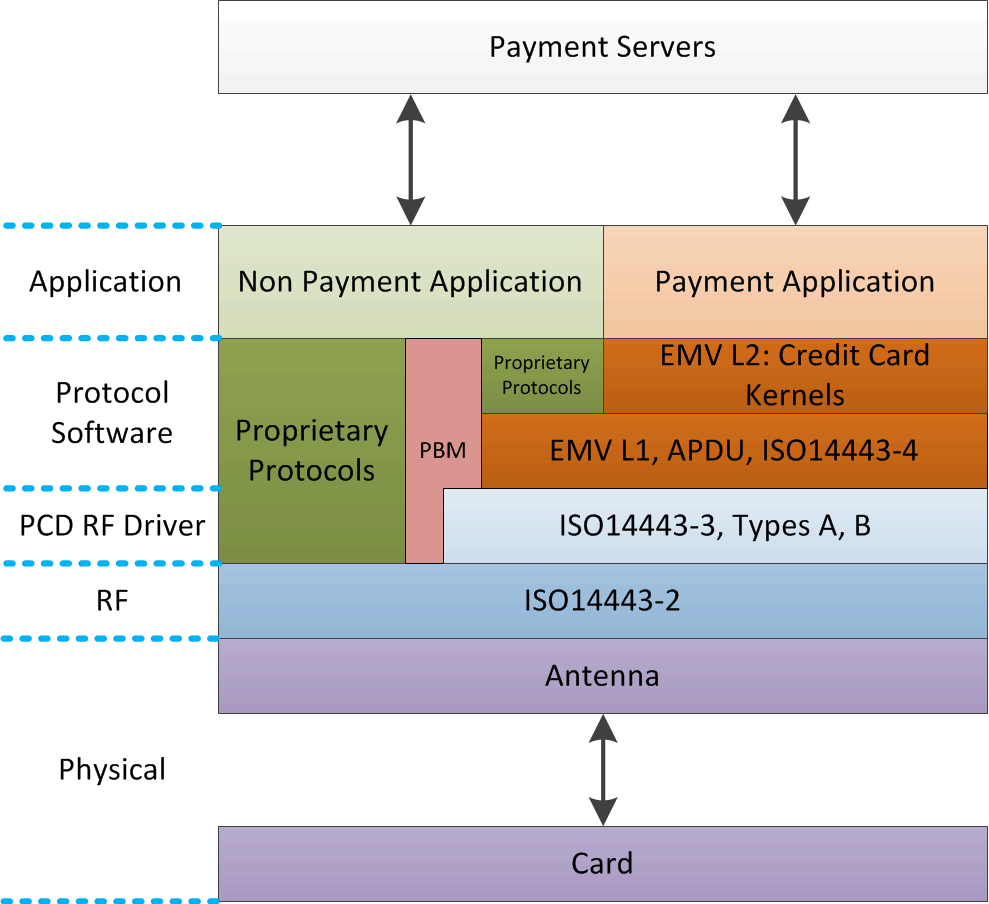 Payment Servers
Application
Non Payment Application
Payment Application
Protocol
Software
Proprietary
Protocols
PBM
Proprietary
Protocols
EMV L2: Credit Card
Kernels
EMV L1, APDU, ISO14443-4
PCD RF Driver
ISO14443-3, Types A, B
RF
ISO14443-2
Antenna
Physical
Card